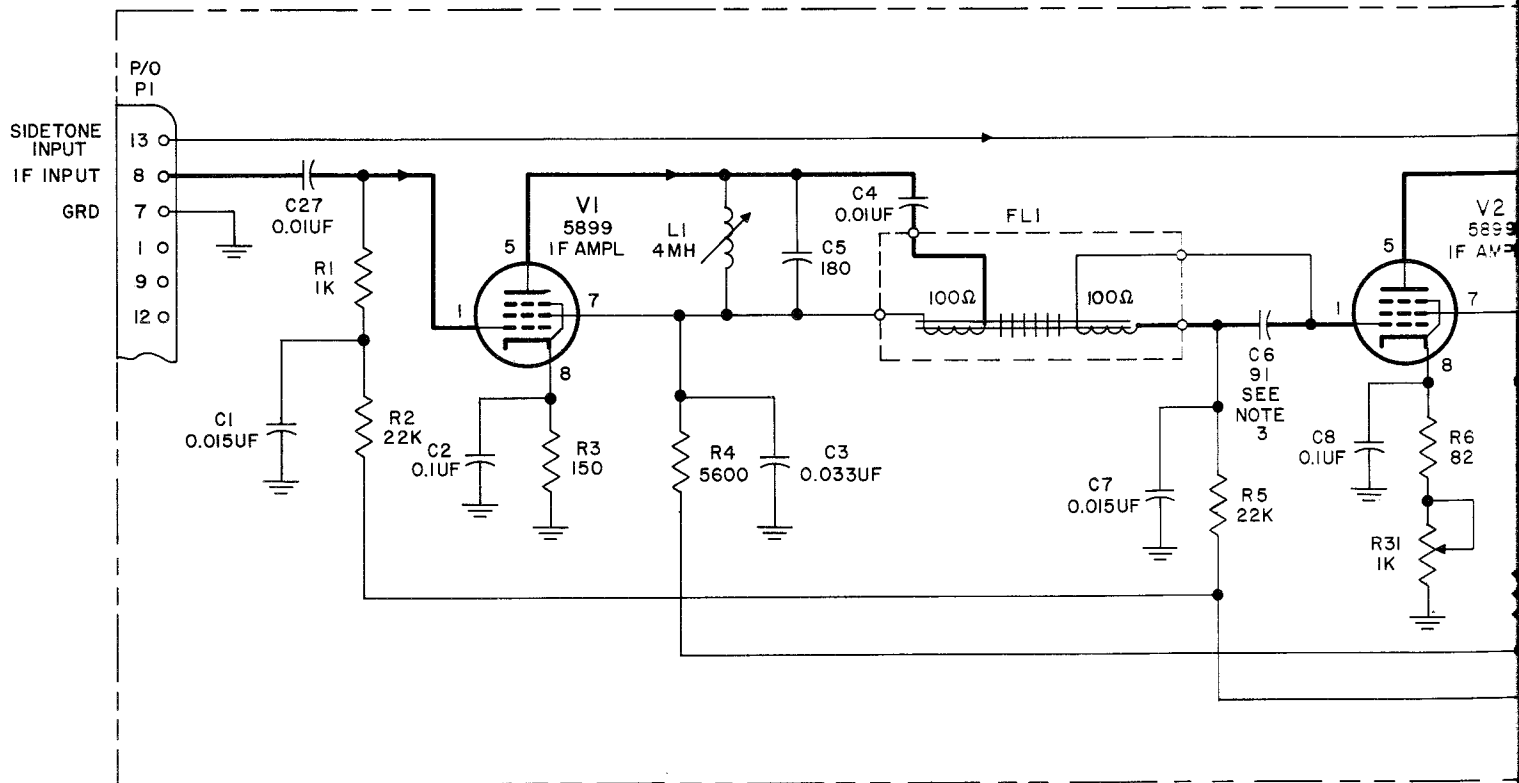 P/O
P1
SIDETONE
INPUT
13
IF INPUT
8
GRD
7
1
9
12
C27
0.01UF
R1
1K
C1
0.015UF
R2
22K
C2
0.1UF
R3
150
V1
5899
IF AMPL
5
1
7
8
L1
4MH
C5
180
R4
5600
C3
0.033UF
C4
0.01UF
FL1
100Ω
100Ω
C6
91
SEE
NOTE
3
C7
0.015UF
R5
22K
V2
5899
IF
5
1
7
8
C8
0.1UF
R6
82
R31
1K